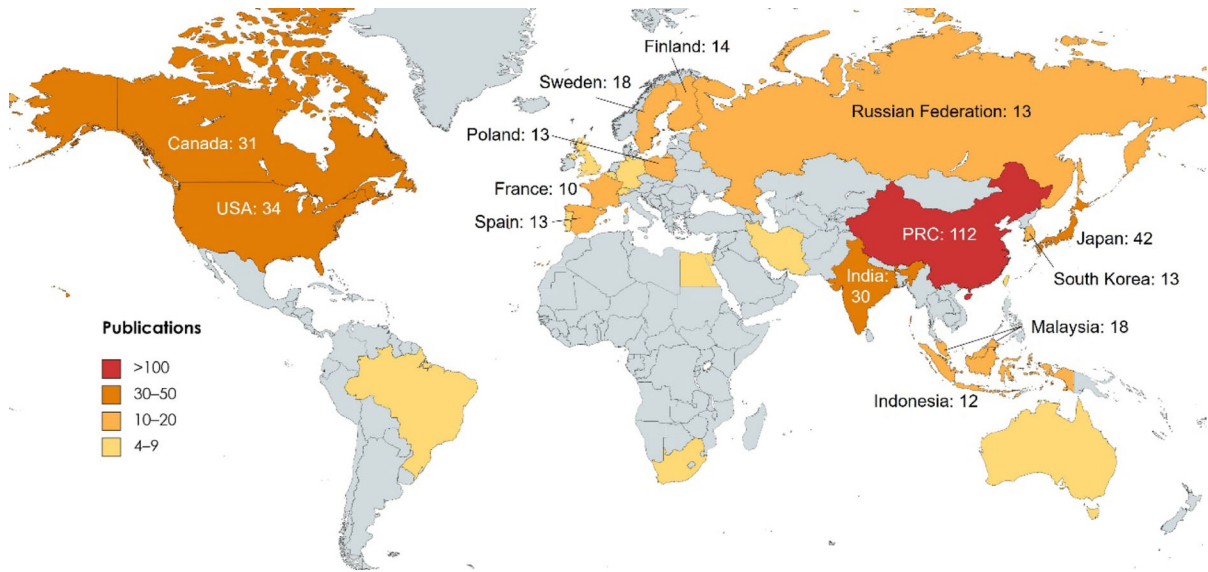 Finland: 14
Sweden: 18
Russian Federation: 13
Poland: 13
Canada: 31
France: 10
USA: 34
Spain: 13
PRC: 112
Japan: 42
India:
30
South Korea: 13
Publications
>100
30–50
10–20
4–9
Malaysia: 18
Indonesia: 12